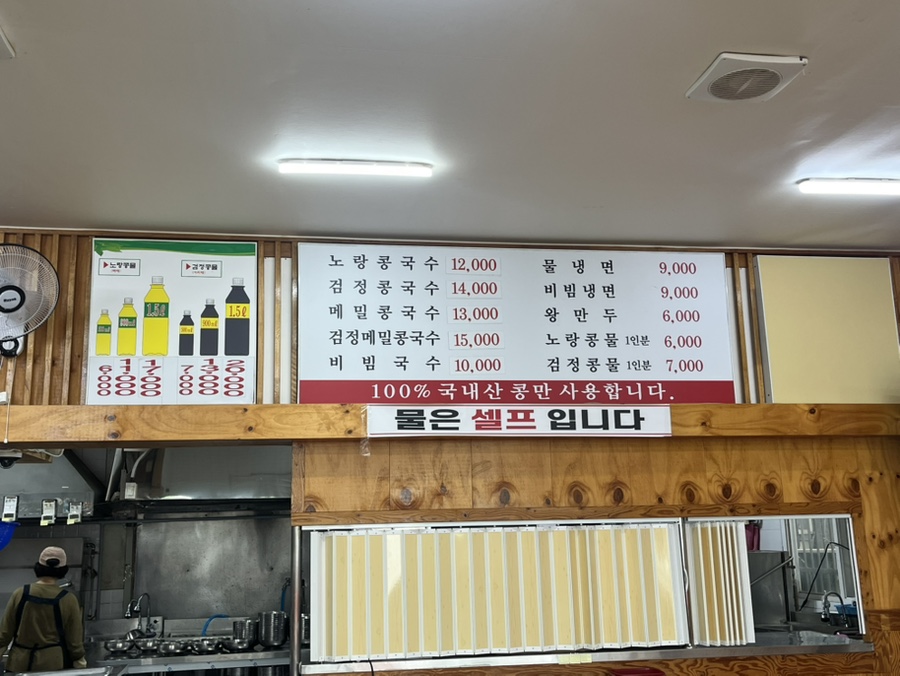 ▶노랑콩물
▶검정콩물
1.5ℓ
900㎖
1.5ℓ
노랑콩국수 12,000
검정콩국수 14,000
메밀콩국수 13,000
검정메밀콩국수 15,000
비빔국수 10,000
물냉면 9,000
비빔냉면 9,000
왕만두 6,000
노랑콩물 1인분 6,000
검정콩물 1인분 7,000
100% 국내산 콩만 사용합니다.
물은 셀프 입니다